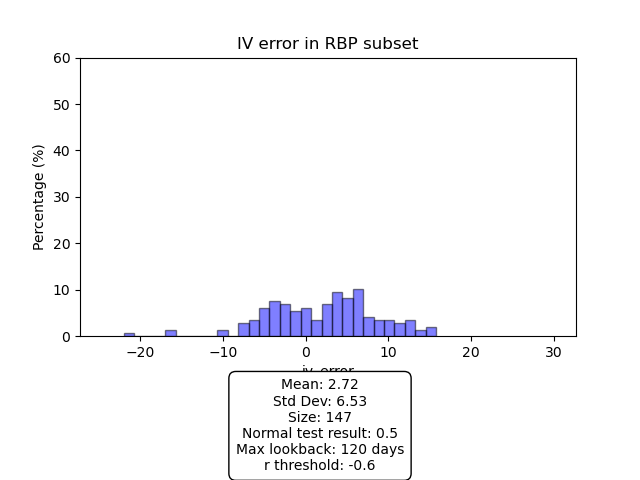 IV error in RBP subset
60
50
40
30
20
10
0
Percentage (%)
−20 −10 0 10 20 30
iv_error
Mean: 2.72
Std Dev: 6.53
Size: 147
Normal test result: 0.5
Max lookback: 120 days
r threshold: -0.6